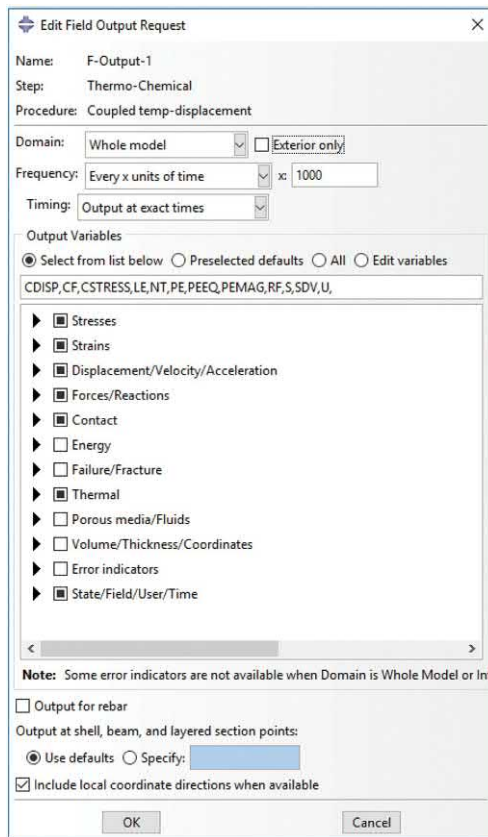 Edit Field Output Request
Name: F-Output-1
Step: Thermo-Chemical
Procedure: Coupled temp-displacement
Domain: Whole model Exterior only
Frequency: Every x units of time x: 1000
Timing: Output at exact times
Output Variables
Select from list below Preselected defaults All Edit variables
CDISP,CF,CSTRESS,LE,NT,PE,PEEQ,PEMAG,RF,S,SDV,U,
Stresses
Strains
Displacement/Velocity/Acceleration
Forces/Reactions
Contact
Energy
Failure/Fracture
Thermal
Porous media/Fluids
Volume/Thickness/Coordinates
Error indicators
State/Field/User/Time
Note: Some error indicators are not available when Domain is Whole Model or In
Output for rebar
Output at shell, beam, and layered section points:
Use defaults Specify:
Include local coordinate directions when available
OK Cancel